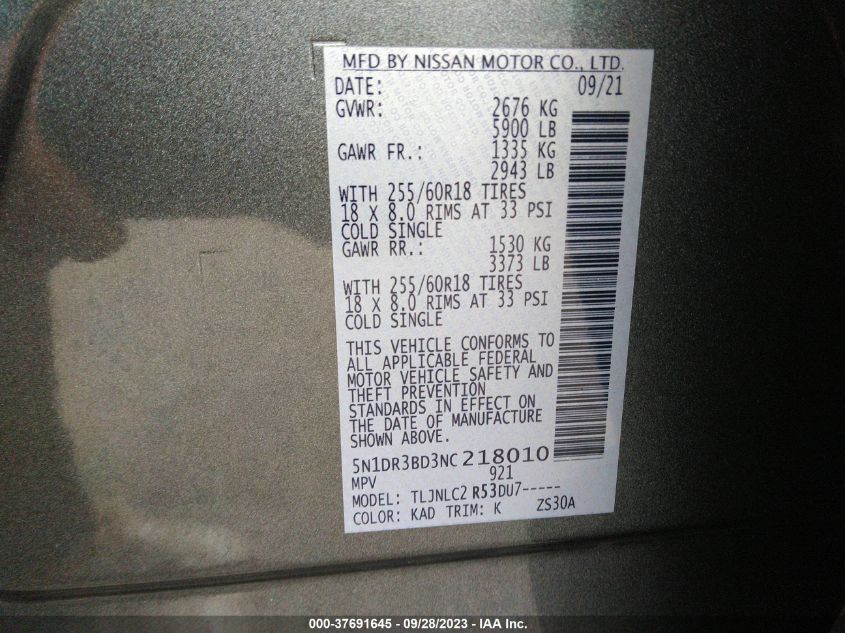 MFD BY NISSAN MOTOR CO., LTD.
DATE: 09/21
GVWR: 2676 KG
5900 LB
GAWR FR.: 1335 KG
2943 LB
WITH 255/60R18 TIRES
18 X 8.0 RIMS AT 33 PSI
COLD SINGLE
GAWR RR.: 1530 KG
3373 LB
WITH 255/60R18 TIRES
18 X 8.0 RIMS AT 33 PSI
COLD SINGLE
THIS VEHICLE CONFORMS TO
ALL APPLICABLE FEDERAL
MOTOR VEHICLE SAFETY AND
THEFT PREVENTION
STANDARDS IN EFFECT ON
THE DATE OF MANUFACTURE
SHOWN ABOVE.
5N1DR3BD3NC218010
MPV 921
MODEL: TLJNLC2 R53DU7-----
COLOR: KAD TRIM: K ZS30A
000-37691645 / 09/28/2023 - IAA Inc.